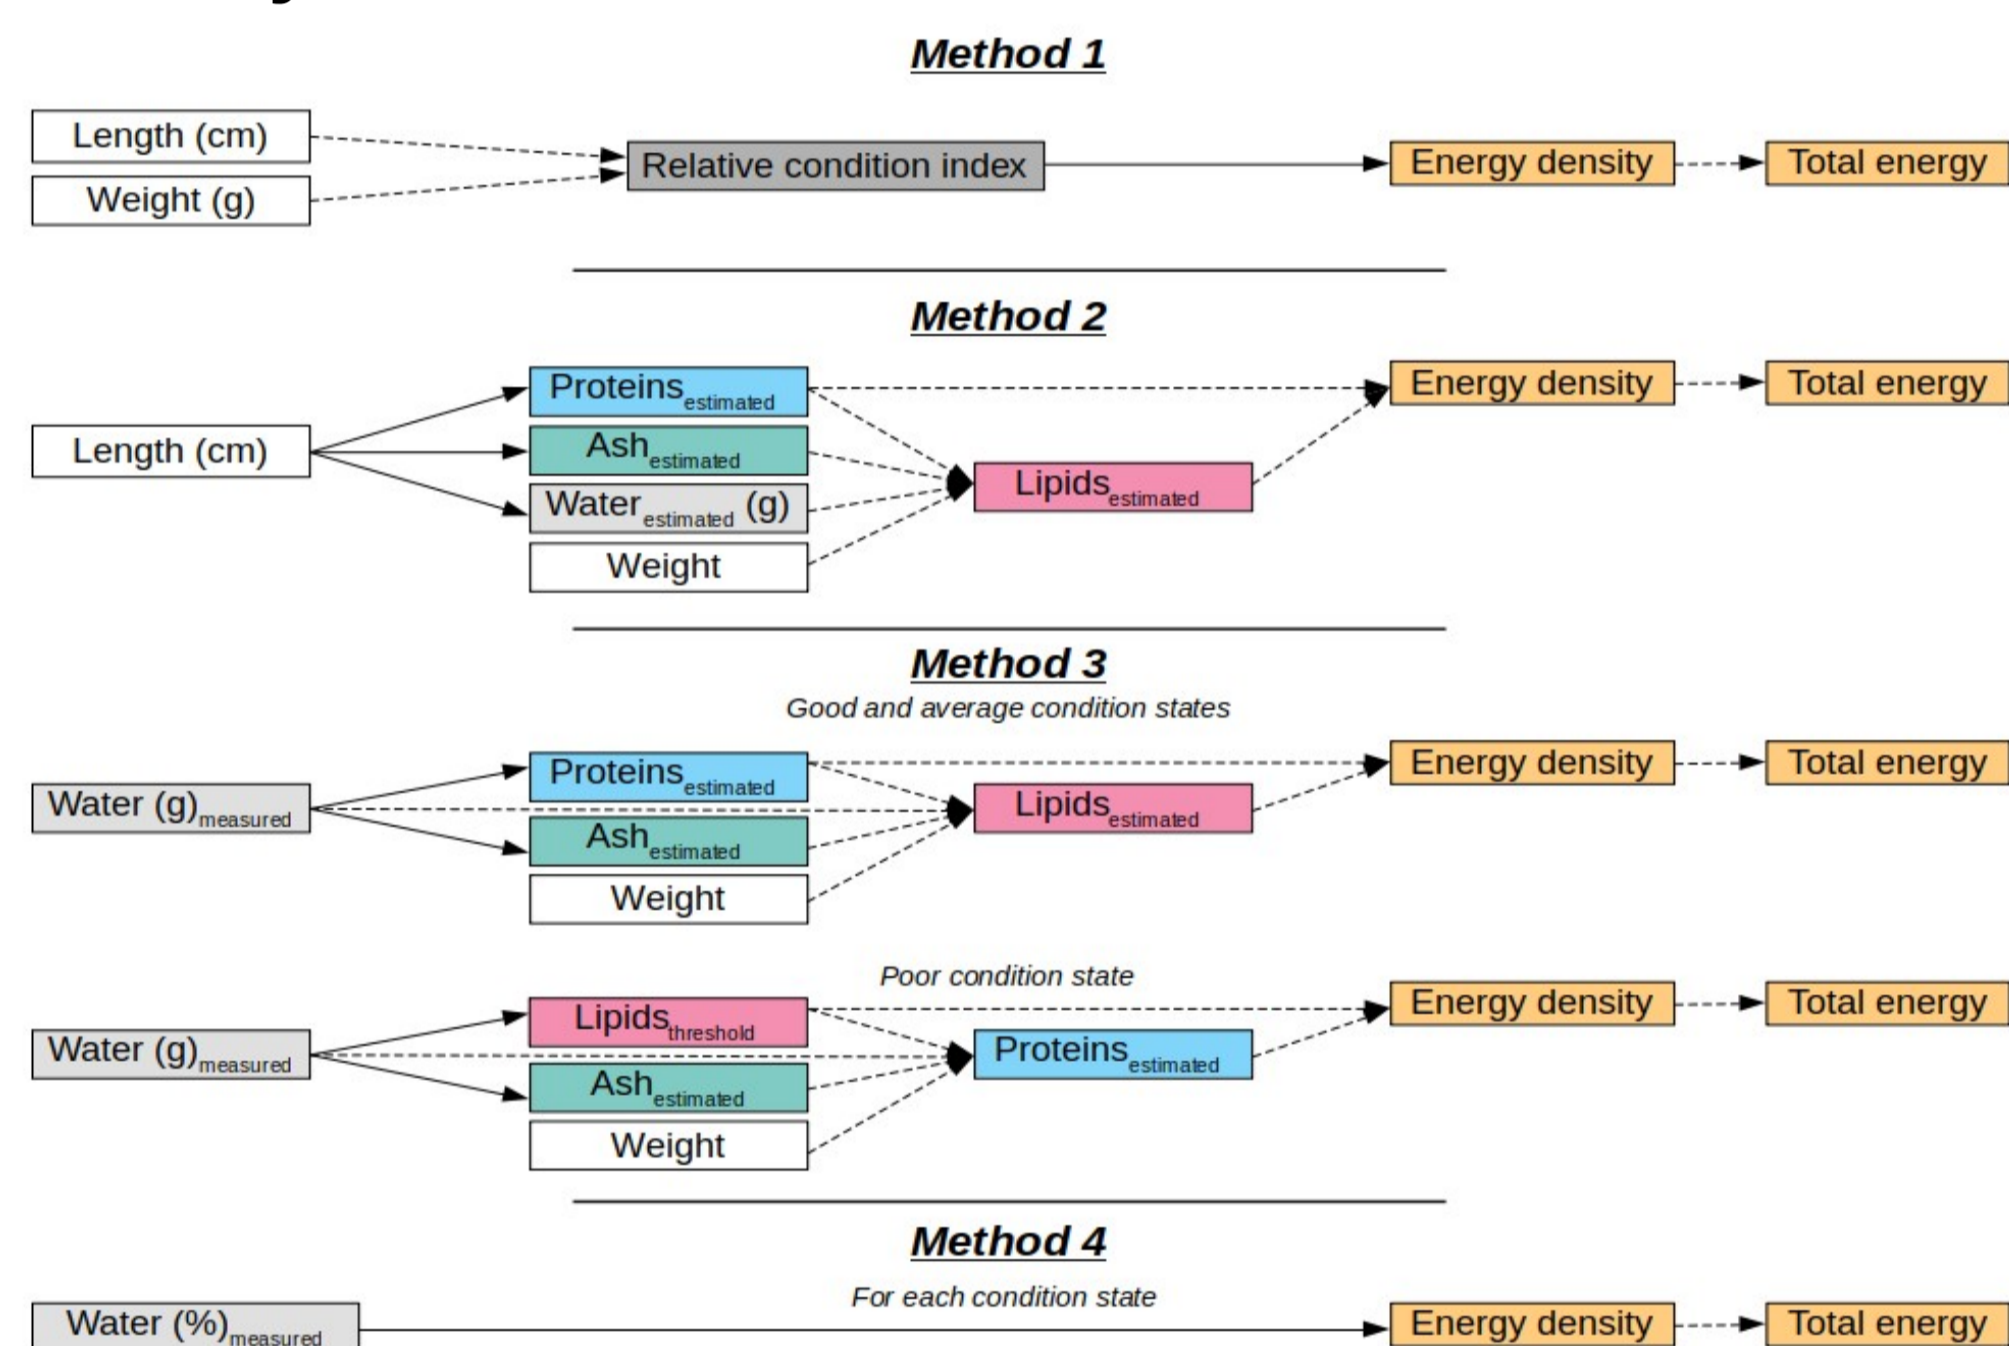 Method 1
Length (cm)
Weight (g)
Relative condition index
Energy density
Total energy
Method 2
Length (cm)
Proteins estimated
Ash estimated
Water estimated (g)
Weight
Lipids estimated
Energy density
Total energy
Method 3
Good and average condition states
Water (g) measured
Proteins estimated
Ash estimated
Weight
Lipids estimated
Energy density
Total energy
Poor condition state
Water (g) measured
Lipids threshold
Ash estimated
Weight
Proteins estimated
Energy density
Total energy
Method 4
For each condition state
Water (%) measured
Energy density
Total energy